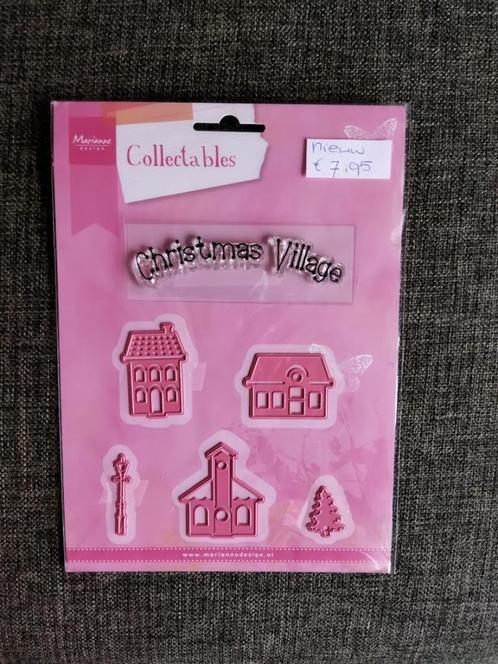 Marianne
design
Collectables
nieuw
€ 7,95
Christmas Village
www.mariannedesign.nl